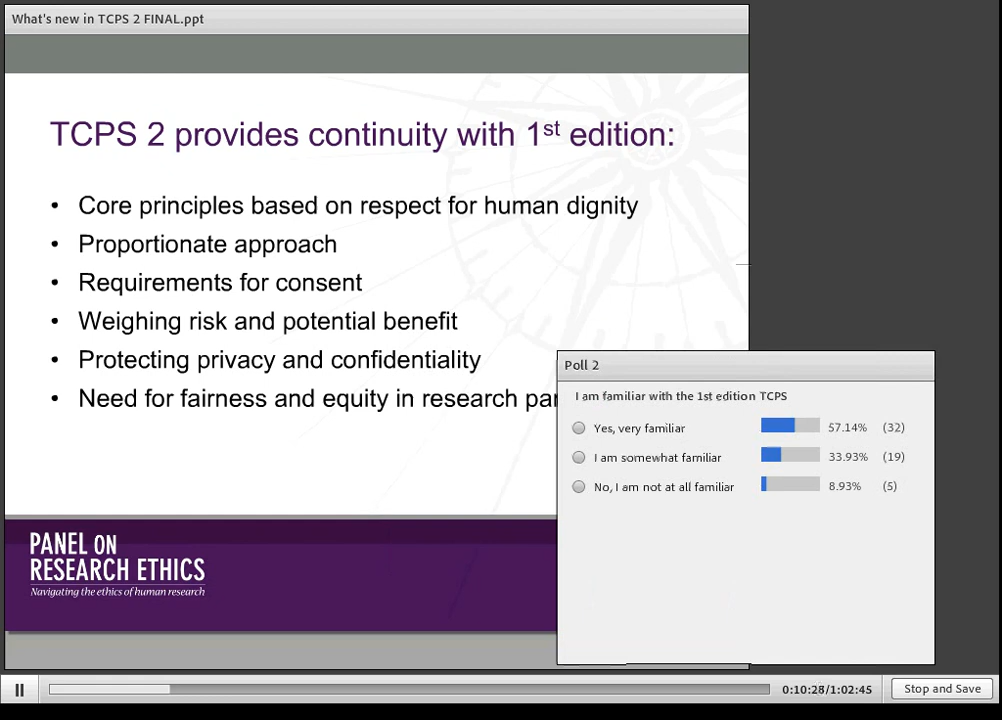 What's new in TCPS 2 FINAL.ppt
TCPS 2 provides continuity with 1st edition:
• Core principles based on respect for human dignity
• Proportionate approach
• Requirements for consent
• Weighing risk and potential benefit
• Protecting privacy and confidentiality
• Need for fairness and equity in research
Poll 2
I am familiar with the 1st edition TCPS
Yes, very familiar 57.14% (32)
I am somewhat familiar 33.93% (19)
No, I am not at all familiar 8.93% (5)
PANEL ON
RESEARCH ETHICS
Navigating the ethics of human research
0:10:28/1:02:45
Stop and Save